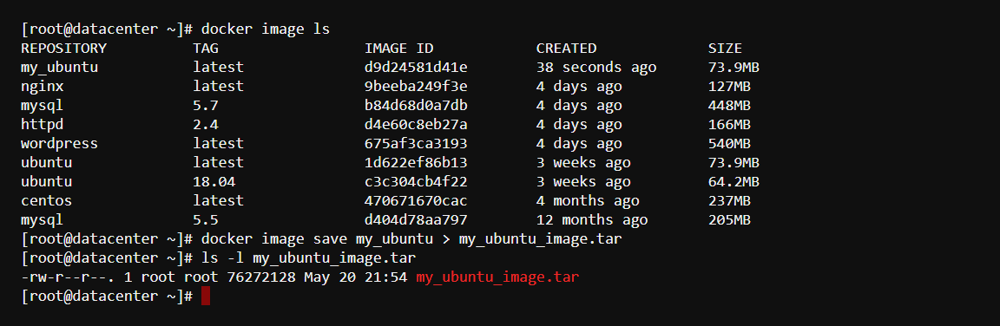 [root@datacenter ~]# docker image ls
REPOSITORY TAG IMAGE ID CREATED SIZE
my_ubuntu latest d9d24581d41e 38 seconds ago 73.9MB
nginx latest 9beeba249f3e 4 days ago 127MB
mysql 5.7 b84d68d0a7db 4 days ago 448MB
httpd 2.4 d4e60c8eb27a 4 days ago 166MB
wordpress latest 675af3ca3193 4 days ago 540MB
ubuntu latest 1d622ef86b13 3 weeks ago 73.9MB
ubuntu 18.04 c3c304cb4f22 3 weeks ago 64.2MB
centos latest 470671670cac 4 months ago 237MB
mysql 5.5 d404d78aa797 12 months ago 205MB
[root@datacenter ~]# docker image save my_ubuntu > my_ubuntu_image.tar
[root@datacenter ~]# ls -l my_ubuntu_image.tar
-rw-r--r--. 1 root root 76272128 May 20 21:54 my_ubuntu_image.tar
[root@datacenter ~]#